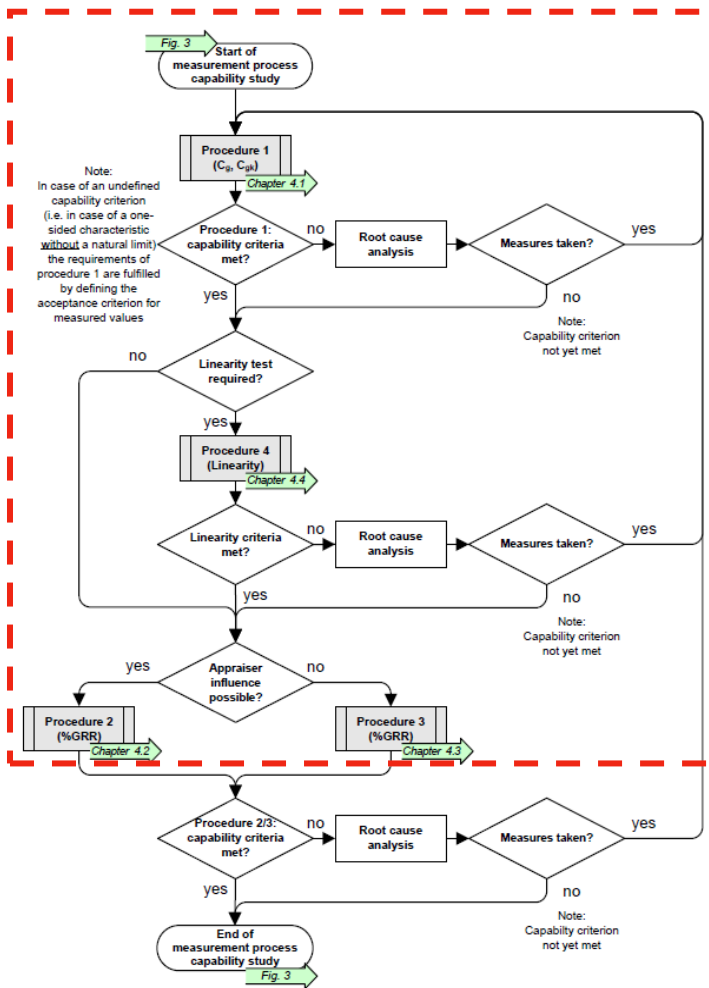 Fig. 3
Start of
measurement process
capability study
Procedure 1
(Cg, Cgk)
Chapter 4.1
Note:
In case of an undefined
capability criterion
(i.e. in case of a one-
sided characteristic
without a natural limit)
the requirements of
procedure 1 are fulfilled
by defining the
acceptance criterion for
measured values
Procedure 1:
capability criteria
met?
no
Root cause
analysis
Measures taken?
yes
yes
no
Note:
Capability criterion
not yet met
no
Linearity test
required?
yes
Procedure 4
(Linearity)
Chapter 4.4
Linearity criteria
met?
no
Root cause
analysis
Measures taken?
yes
yes
no
Note:
Capability criterion
not yet met
yes
Appraiser
influence
possible?
no
Procedure 2
(%GRR)
Chapter 4.2
Procedure 3
(%GRR)
Chapter 4.3
Procedure 2/3:
capability criteria
met?
no
Root cause
analysis
Measures taken?
yes
yes
no
Note:
Capability criterion
not yet met
End of
measurement process
capability study
Fig. 3